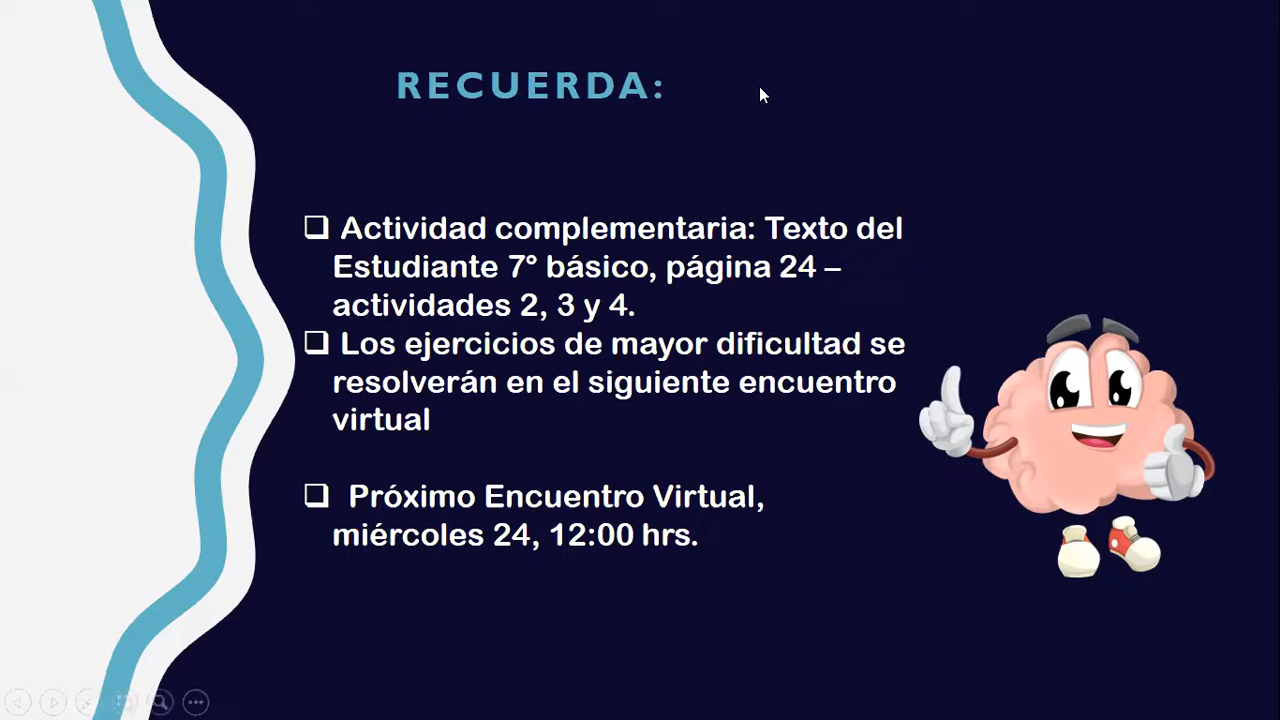 RECUERDA:
❑ Actividad complementaria: Texto del
Estudiante 7° básico, página 24 –
actividades 2, 3 y 4.
❑ Los ejercicios de mayor dificultad se
resolverán en el siguiente encuentro
virtual
❑ Próximo Encuentro Virtual,
miércoles 24, 12:00 hrs.